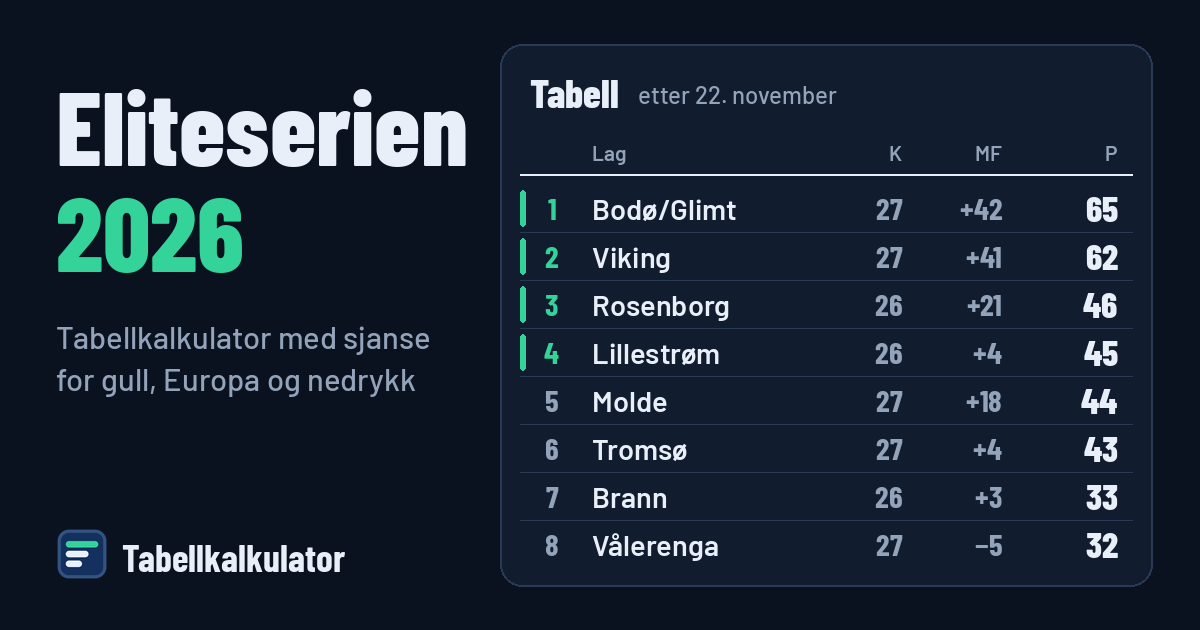 Eliteserien
2026
Tabellkalkulator med sjanse
for gull, Europa og nedrykk
Tabellkalkulator
Tabell etter 22. november
Lag K MF P
1 Bodø/Glimt 27 +42 65
2 Viking 27 +41 62
3 Rosenborg 26 +21 46
4 Lillestrøm 26 +4 45
5 Molde 27 +18 44
6 Tromsø 27 +4 43
7 Brann 26 +3 33
8 Vålerenga 27 −5 32